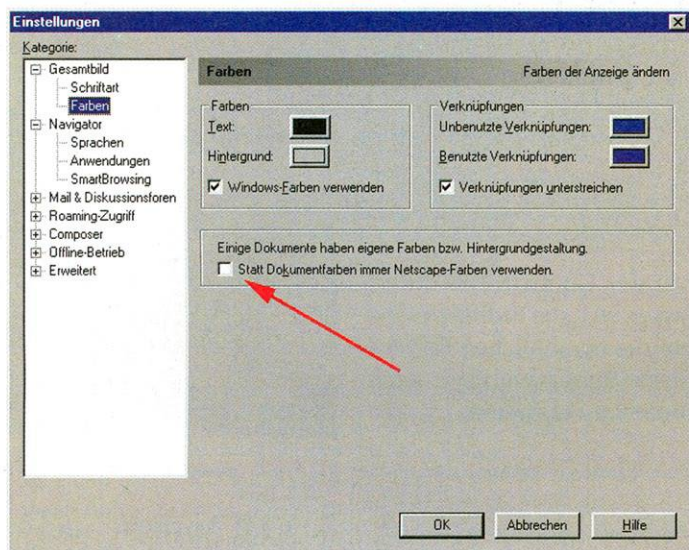 Einstellungen
Kategorie:
Gesamtbild
Schriftart
Farben
Navigator
Sprachen
Anwendungen
SmartBrowsing
Mail & Diskussionsforen
Roaming-Zugriff
Composer
Offline-Betrieb
Erweitert
Farben Farben der Anzeige ändern
Farben
Text:
Hintergrund:
Windows-Farben verwenden
Verknüpfungen
Unbenutzte Verknüpfungen:
Benutzte Verknüpfungen:
Verknüpfungen unterstreichen
Einige Dokumente haben eigene Farben bzw. Hintergrundgestaltung.
Statt Dokumentfarben immer Netscape-Farben verwenden.
OK Abbrechen Hilfe